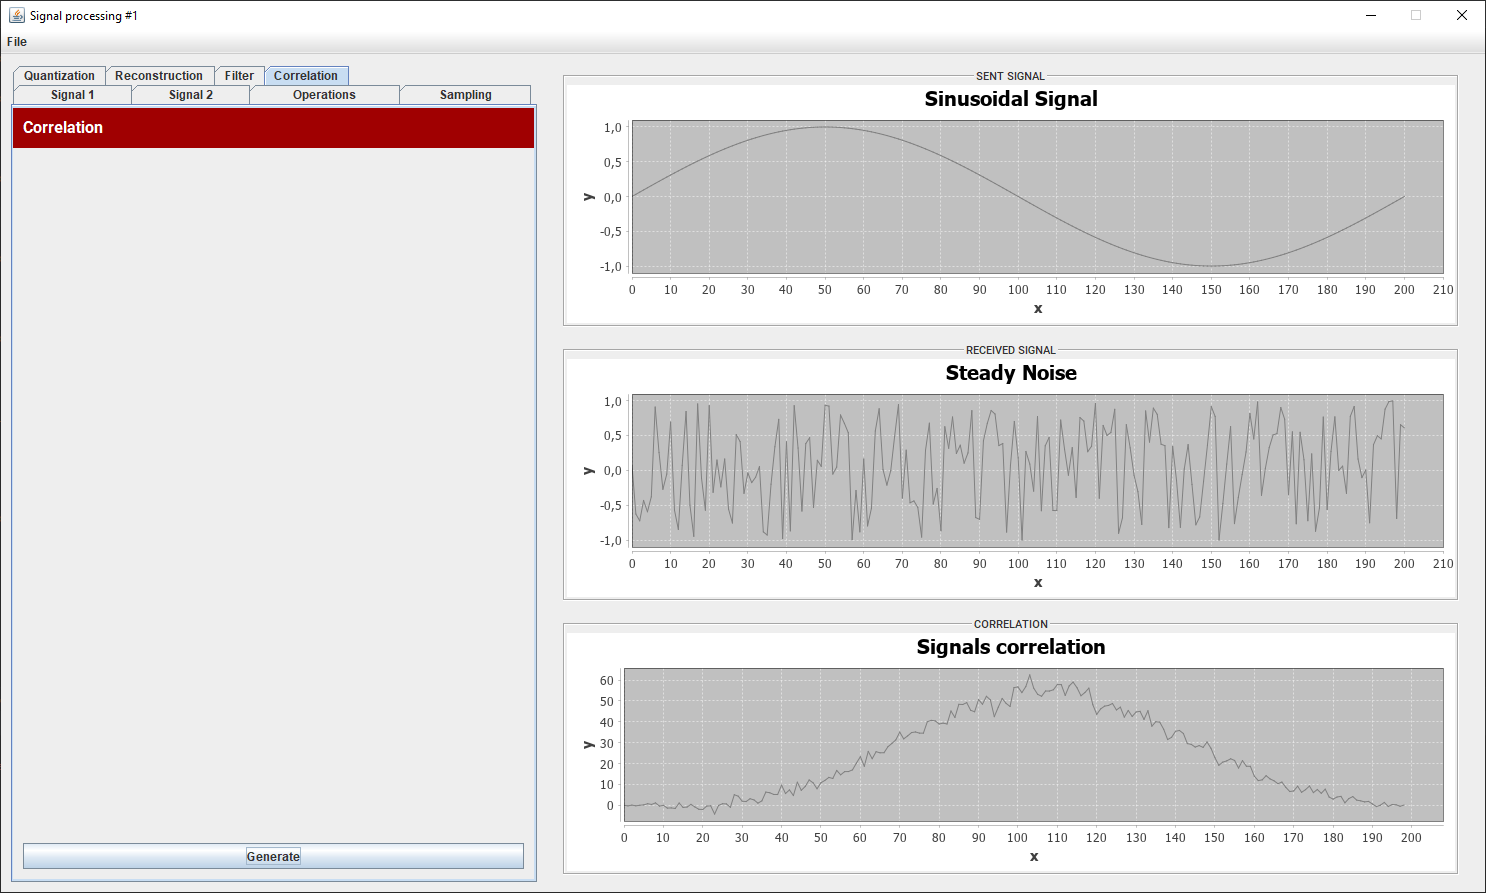 Signal processing #1
File
Quantization Reconstruction Filter Correlation
Signal 1 Signal 2 Operations Sampling
Correlation
Generate
SENT SIGNAL
Sinusoidal Signal
1,0
0,5
0,0
-0,5
-1,0
y
0 10 20 30 40 50 60 70 80 90 100 110 120 130 140 150 160 170 180 190 200 210
x
RECEIVED SIGNAL
Steady Noise
1,0
0,5
0,0
-0,5
-1,0
y
0 10 20 30 40 50 60 70 80 90 100 110 120 130 140 150 160 170 180 190 200 210
x
CORRELATION
Signals correlation
60
50
40
30
20
10
0
y
0 10 20 30 40 50 60 70 80 90 100 110 120 130 140 150 160 170 180 190 200
x